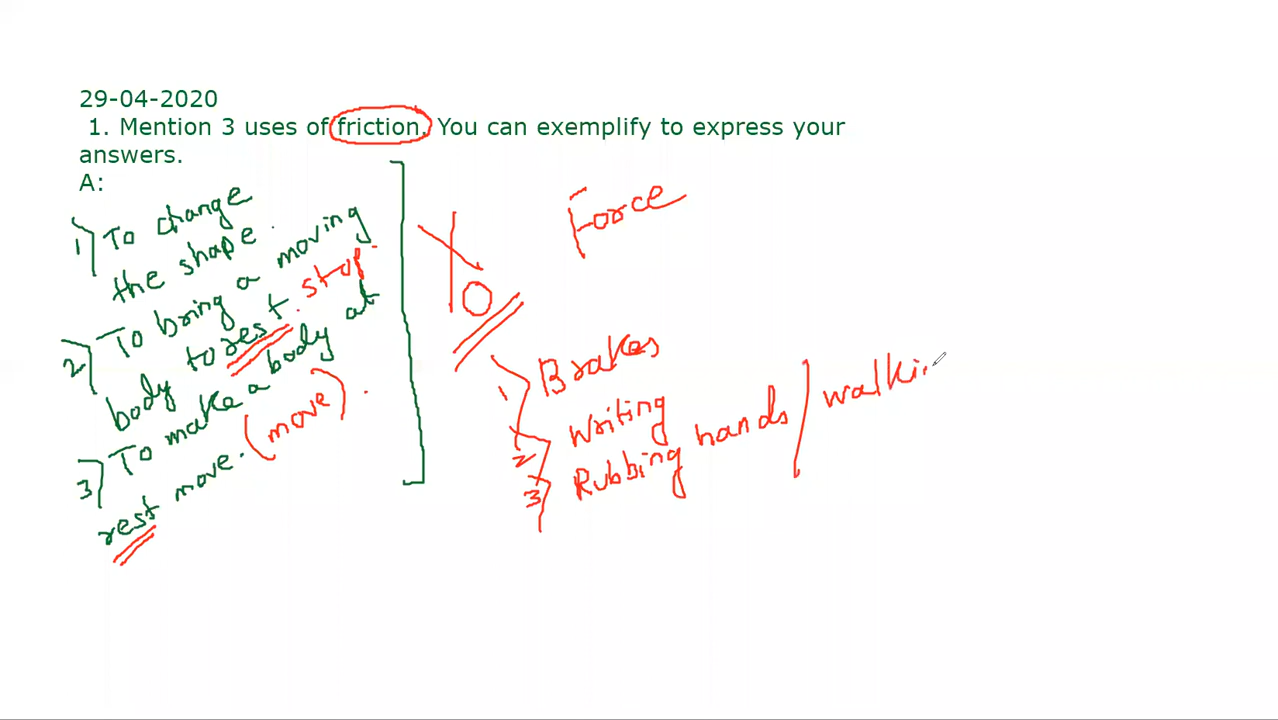 29-04-2020
1. Mention 3 uses of friction. You can exemplify to express your
answers.
A:
1) To change
the shape.
2) To bring a moving
body to rest. stop.
3) To make a body at
rest move. (move).
Force
X 0
1) Brakes
2) Writing
3) Rubbing hands / walkin